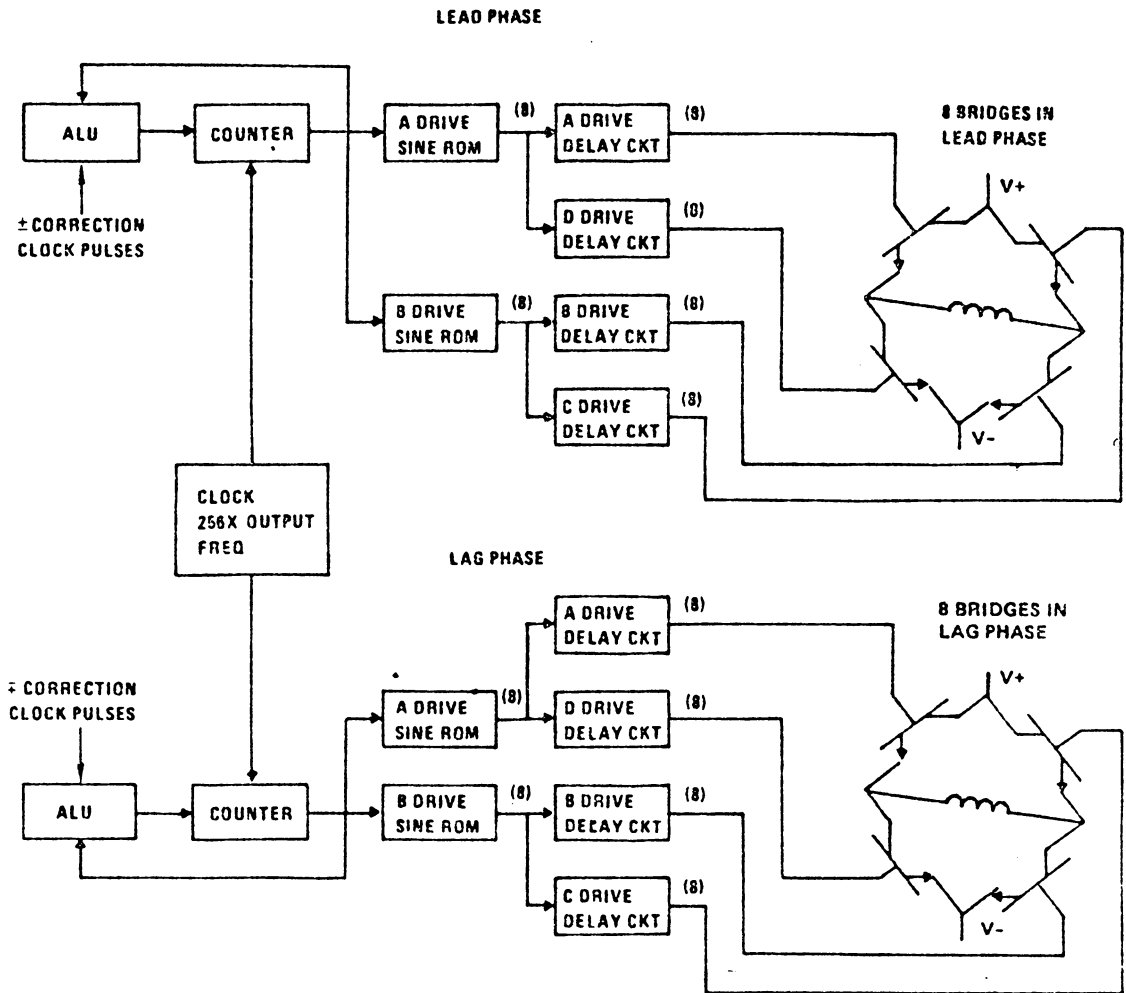 LEAD PHASE
ALU
COUNTER
A DRIVE
SINE ROM
(8)
A DRIVE
DELAY CKT
(8)
8 BRIDGES IN
LEAD PHASE
V+
± CORRECTION
CLOCK PULSES
D DRIVE
DELAY CKT
(8)
B DRIVE
SINE ROM
(8)
B DRIVE
DELAY CKT
(8)
C DRIVE
DELAY CKT
(8)
V-
CLOCK
256X OUTPUT
FREQ
LAG PHASE
A DRIVE
DELAY CKT
(8)
8 BRIDGES IN
LAG PHASE
V+
∓ CORRECTION
CLOCK PULSES
A DRIVE
SINE ROM
(8)
D DRIVE
DELAY CKT
(8)
ALU
COUNTER
B DRIVE
SINE ROM
(8)
B DRIVE
DELAY CKT
(8)
C DRIVE
DELAY CKT
(8)
V-